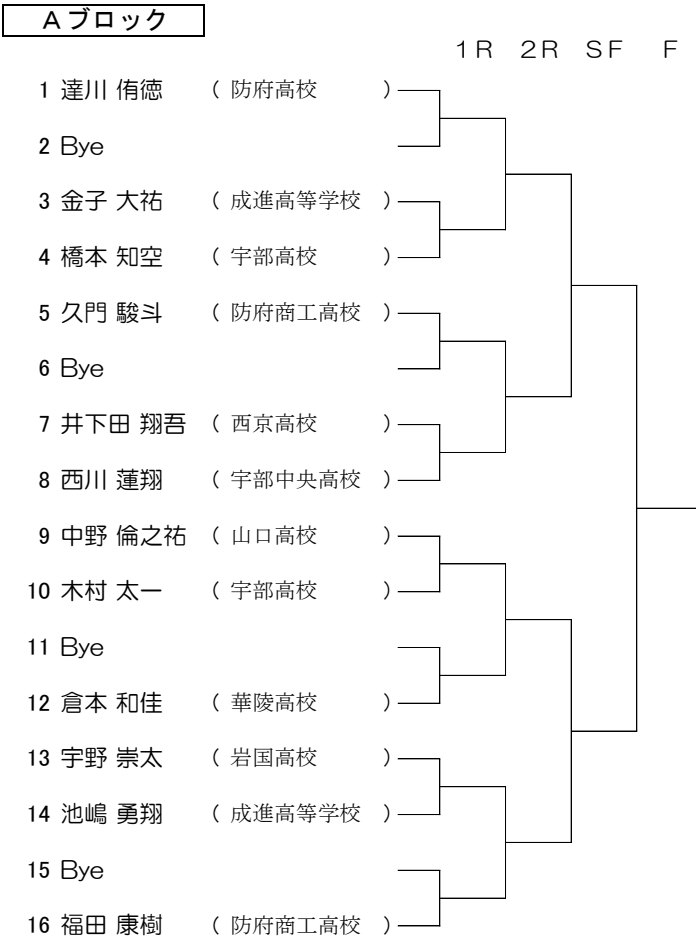 Aブロック
1R 2R SF F
1 達川 侑徳 ( 防府高校 )
2 Bye
3 金子 大祐 ( 成進高等学校 )
4 橋本 知空 ( 宇部高校 )
5 久門 駿斗 ( 防府商工高校 )
6 Bye
7 井下田 翔吾 ( 西京高校 )
8 西川 蓮翔 ( 宇部中央高校 )
9 中野 倫之祐 ( 山口高校 )
10 木村 太一 ( 宇部高校 )
11 Bye
12 倉本 和佳 ( 華陵高校 )
13 宇野 崇太 ( 岩国高校 )
14 池嶋 勇翔 ( 成進高等学校 )
15 Bye
16 福田 康樹 ( 防府商工高校 )